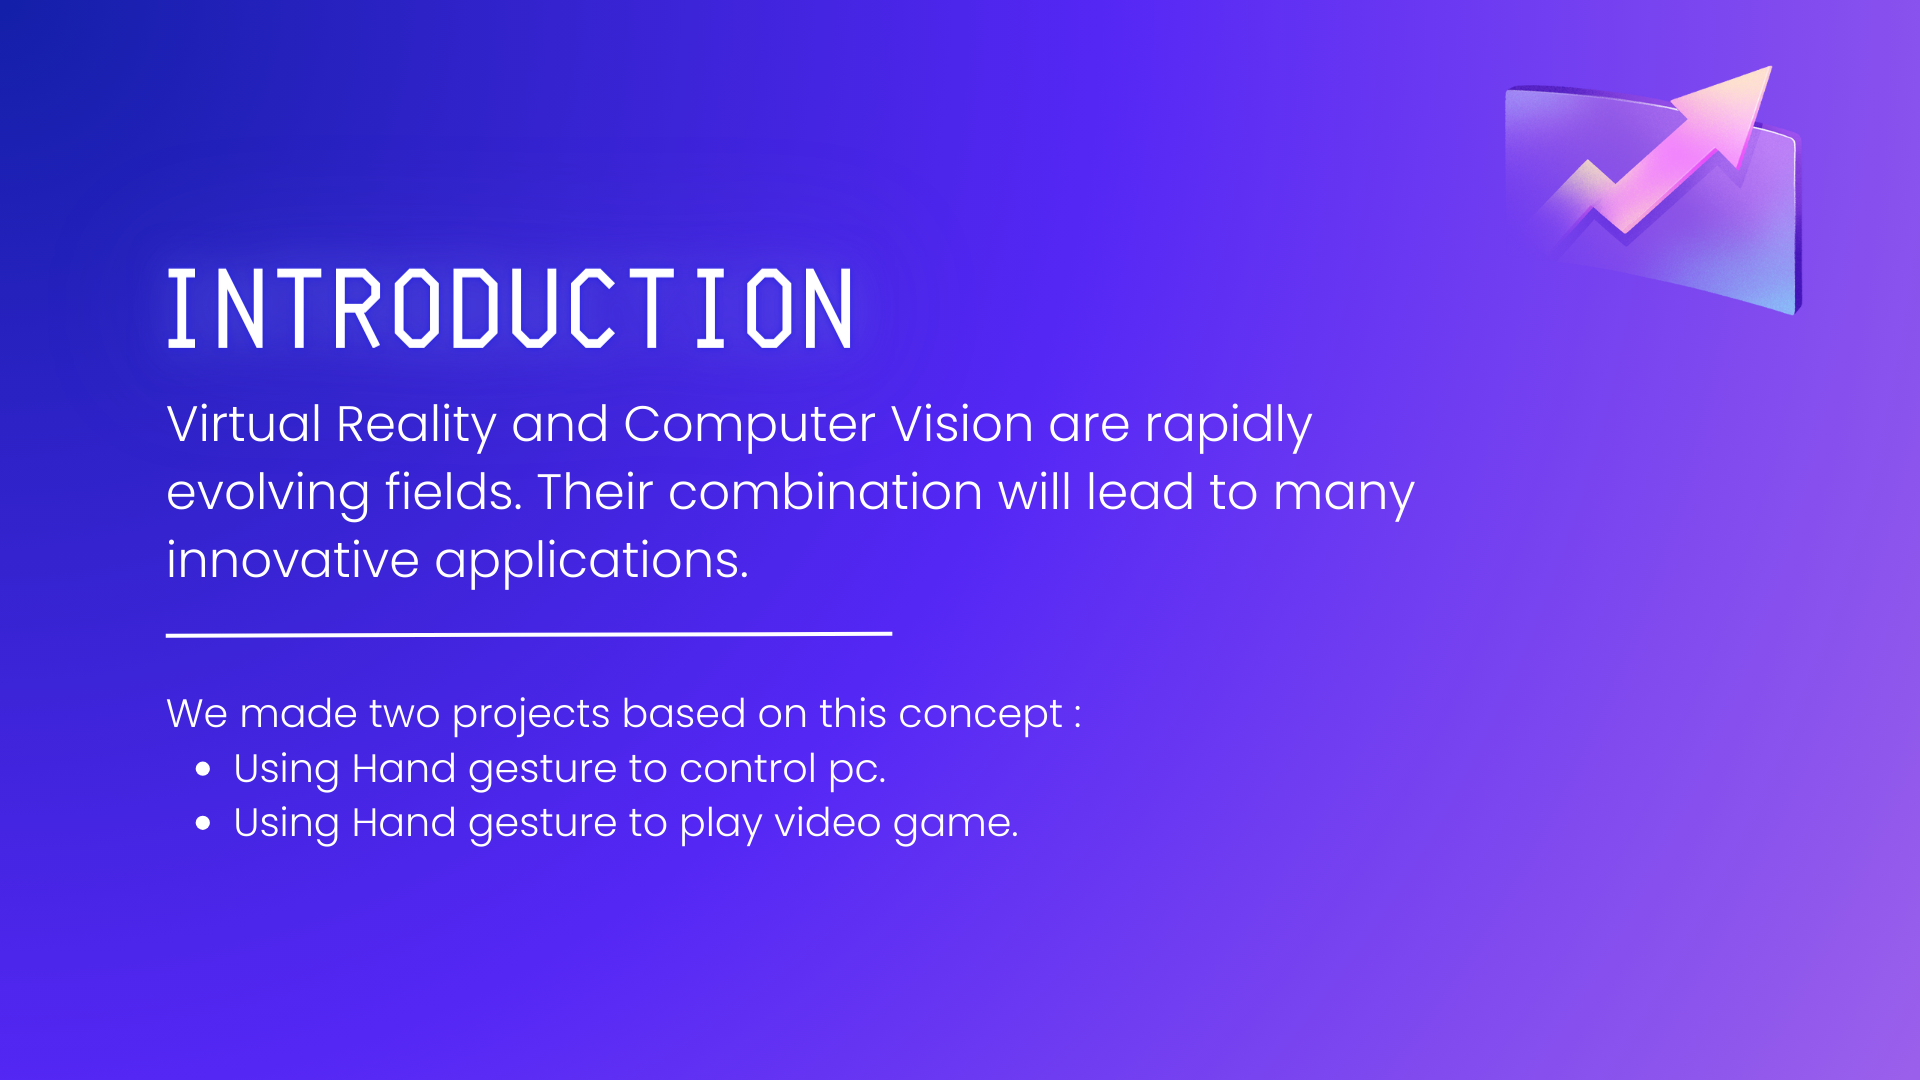 INTRODUCTION
Virtual Reality and Computer Vision are rapidly
evolving fields. Their combination will lead to many
innovative applications.
We made two projects based on this concept :
• Using Hand gesture to control pc.
• Using Hand gesture to play video game.